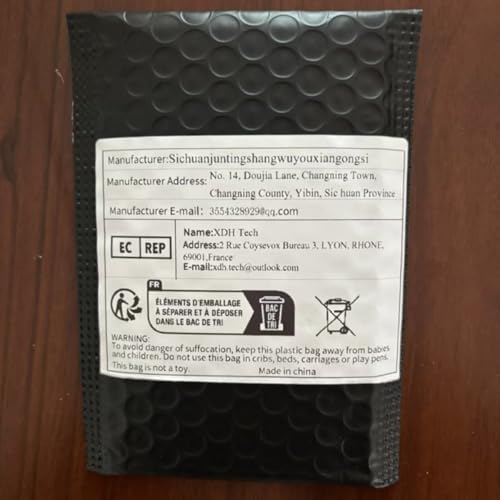 Manufacturer:Sichuanjuntingshangwuyouxiangongsi
Manufacturer Address: No. 14, Doujia Lane, Changning Town,
Changning County, Yibin, Sic huan Province
Manufacturer E-mail: 3554328929@qq.com
EC REP
Name:XDH Tech
Address:2 Rue Coysevox Bureau 3, LYON, RHONE,
69001,France
E-mail:xdh.tech@outlook.com
FR
ÉLÉMENTS D'EMBALLAGE
À SÉPARER ET À DÉPOSER
DANS LE BAC DE TRI
BAC
DE
TRI
WARNING:
To avoid danger of suffocation, keep this plastic bag away from babies
and children. Do not use this bag in cribs, beds, carriages or play pens.
This bag is not a toy. Made in china